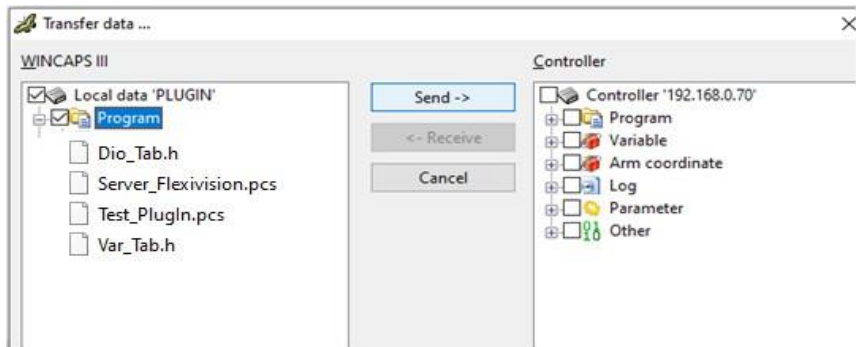 Transfer data ...
WINCAPS III
Local data 'PLUGIN'
Program
Dio_Tab.h
Server_Flexivision.pcs
Test_PlugIn.pcs
Var_Tab.h
Send ->
<- Receive
Cancel
Controller
Controller '192.168.0.70'
Program
Variable
Arm coordinate
Log
Parameter
Other